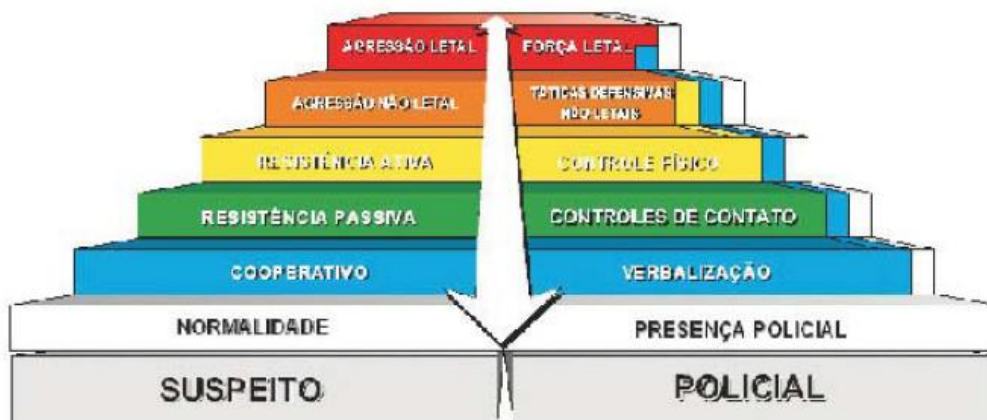 AGRESSÃO LETAL FORÇA LETAL
AGRESSÃO NÃO LETAL TÁTICAS DEFENSIVAS
NÃO LETAIS
RESISTÊNCIA ATIVA CONTROLE FÍSICO
RESISTÊNCIA PASSIVA CONTROLES DE CONTATO
COOPERATIVO VERBALIZAÇÃO
NORMALIDADE PRESENÇA POLICIAL
SUSPEITO POLICIAL